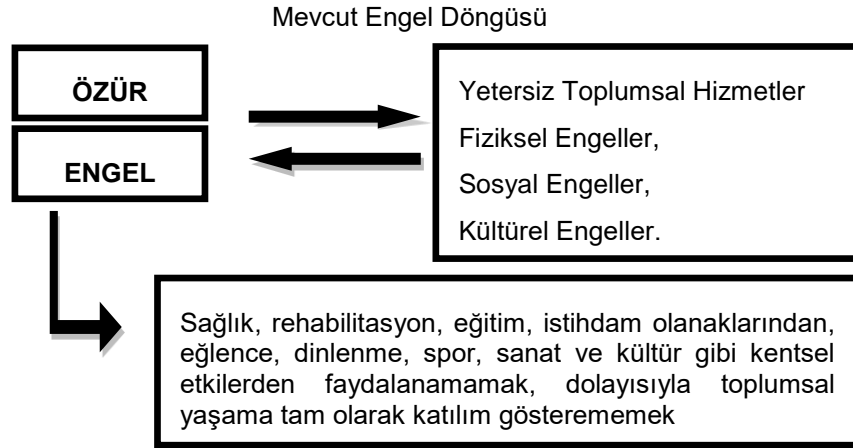 Mevcut Engel Döngüsü
ÖZÜR
ENGEL
Yetersiz Toplumsal Hizmetler
Fiziksel Engeller,
Sosyal Engeller,
Kültürel Engeller.
Sağlık, rehabilitasyon, eğitim, istihdam olanaklarından,
eğlence, dinlenme, spor, sanat ve kültür gibi kentsel
etkilerden faydalanamamak, dolayısıyla toplumsal
yaşama tam olarak katılım gösterememek